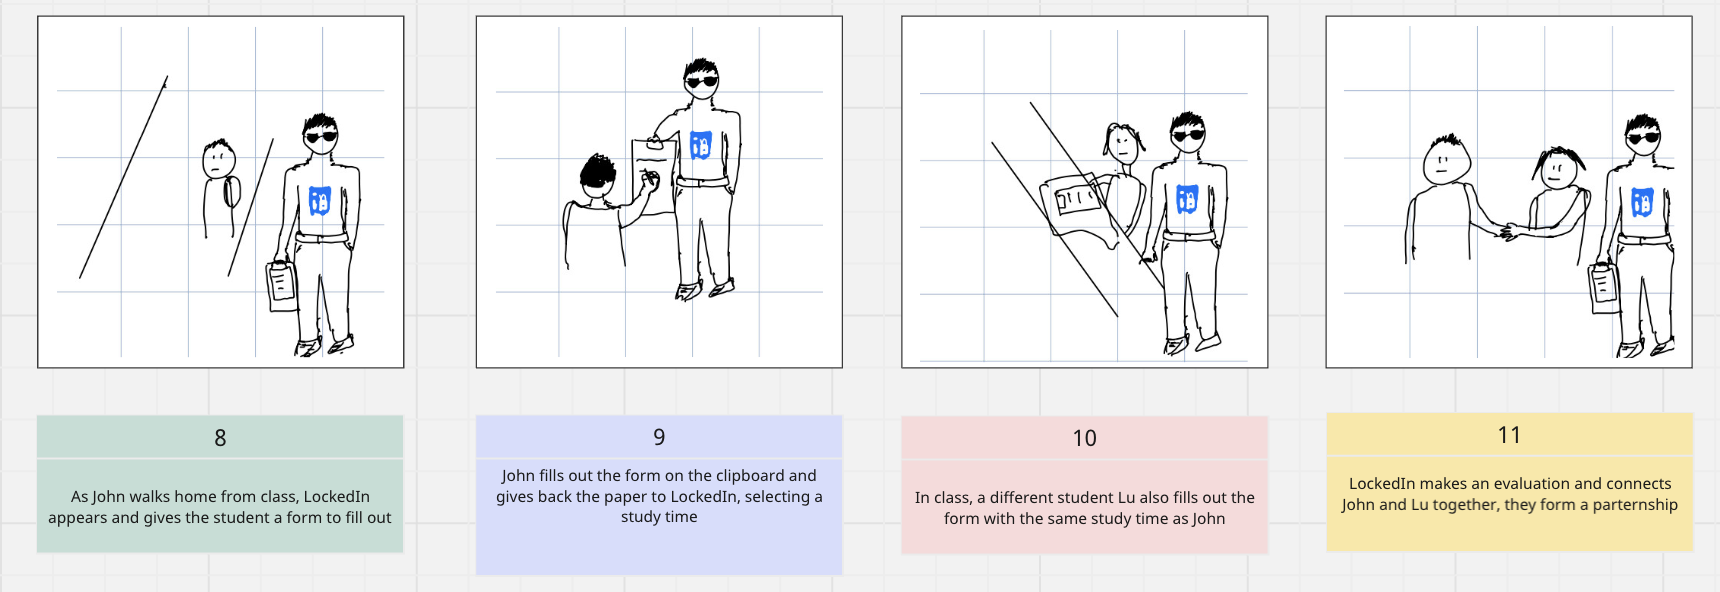 8
As John walks home from class, LockedIn
appears and gives the student a form to fill out
9
John fills out the form on the clipboard and
gives back the paper to LockedIn, selecting a
study time
10
In class, a different student Lu also fills out the
form with the same study time as John
11
LockedIn makes an evaluation and connects
John and Lu together, they form a parternship